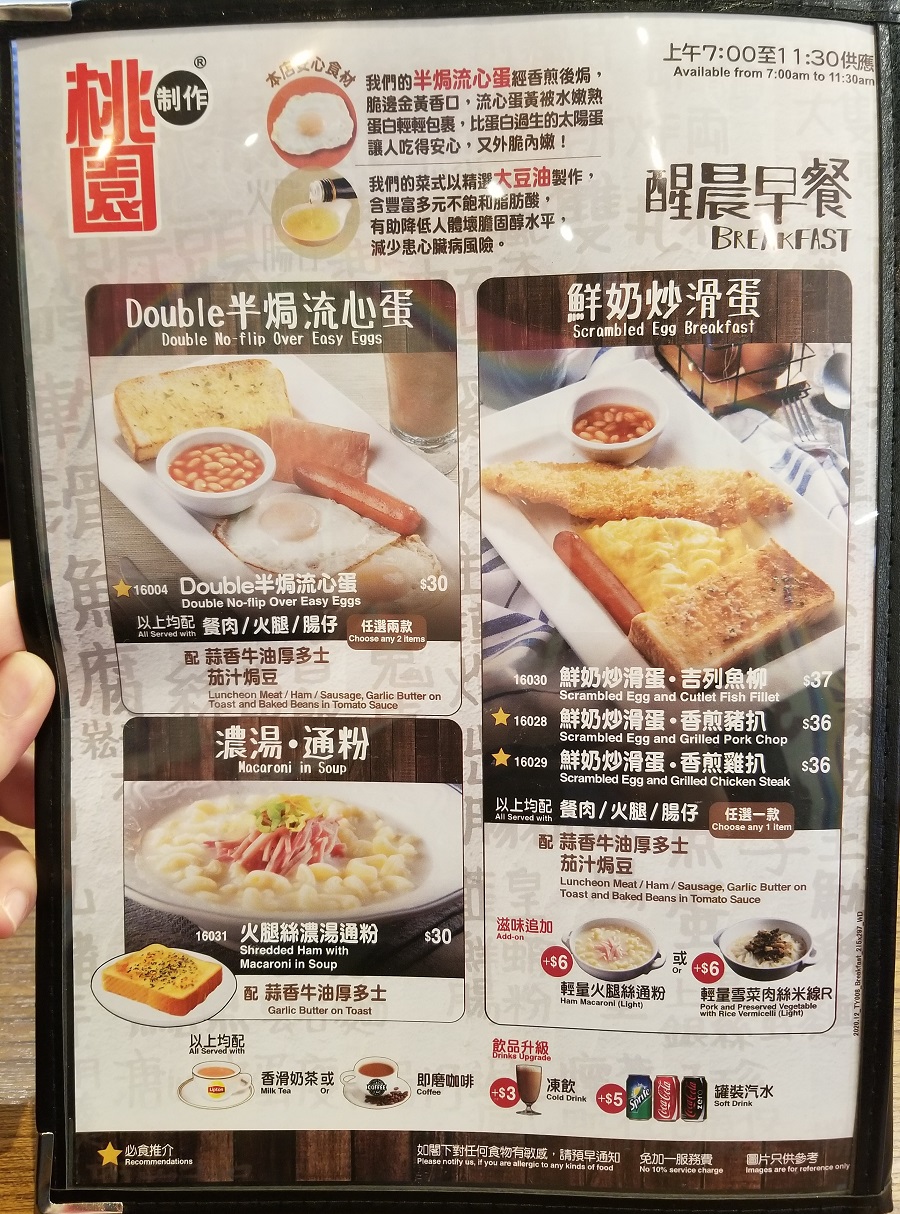 桃園
制作
®
本店安心食材
我們的半焗流心蛋經香煎後焗，
脆邊金黃香口，流心蛋黃被水嫩熟
蛋白輕輕包裹，比蛋白過生的太陽蛋
讓人吃得安心，又外脆內嫩！
我們的菜式以精選大豆油製作，
含豐富多元不飽和脂肪酸，
有助降低人體壞膽固醇水平，
減少患心臟病風險。
上午7:00至11:30供應
Available from 7:00am to 11:30am
醒晨早餐
BREAKFAST
Double半焗流心蛋
Double No-flip Over Easy Eggs
16004 Double半焗流心蛋 $30
Double No-flip Over Easy Eggs
以上均配 餐肉/火腿/腸仔 任選兩款
All Served with Choose any 2 items
配 蒜香牛油厚多士
茄汁焗豆
Luncheon Meat / Ham / Sausage, Garlic Butter on
Toast and Baked Beans in Tomato Sauce
濃湯·通粉
Macaroni in Soup
16031 火腿絲濃湯通粉 $30
Shredded Ham with
Macaroni in Soup
配 蒜香牛油厚多士
Garlic Butter on Toast
鮮奶炒滑蛋
Scrambled Egg Breakfast
16030 鮮奶炒滑蛋·吉列魚柳 $37
Scrambled Egg and Cutlet Fish Fillet
16028 鮮奶炒滑蛋·香煎豬扒 $36
Scrambled Egg and Grilled Pork Chop
16029 鮮奶炒滑蛋·香煎雞扒 $36
Scrambled Egg and Grilled Chicken Steak
以上均配 餐肉/火腿/腸仔 任選一款
All Served with Choose any 1 item
配 蒜香牛油厚多士
茄汁焗豆
Luncheon Meat / Ham / Sausage, Garlic Butter on
Toast and Baked Beans in Tomato Sauce
滋味追加
Add-on
+$6 或 +$6
Or
輕量火腿絲通粉
Ham Macaroni (Light)
輕量雪菜肉絲米線R
Pork and Preserved Vegetable
with Rice Vermicelli (Light)
以上均配
All Served with
Lipton
香滑奶茶 或
Milk Tea Or
COFFEE
即磨咖啡
Coffee
飲品升級
Drinks Upgrade
+$3 凍飲
Cold Drink
+$5 罐裝汽水
Soft Drink
Sprite
Coca-Cola
zero
必食推介
Recommendations
如閣下對任何食物有敏感，請預早通知
Please notify us, if you are allergic to any kinds of food
免加一服務費
No 10% service charge
圖片只供參考
Images are for reference only